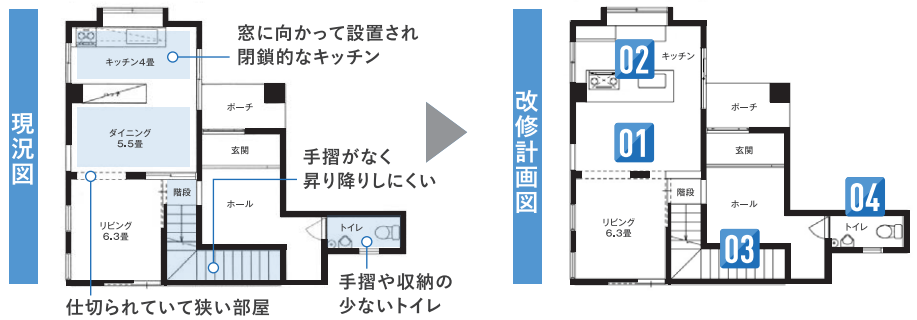 現況図
窓に向かって設置され
閉鎖的なキッチン
キッチン4畳
ハッチ
ダイニング
5.5畳
ポーチ
玄関
手摺がなく
昇り降りしにくい
階段
ホール
リビング
6.3畳
トイレ
手摺や収納の
少ないトイレ
仕切られていて狭い部屋
改修計画図
02
キッチン
ポーチ
01
玄関
階段
ホール
04
リビング
6.3畳
トイレ
03